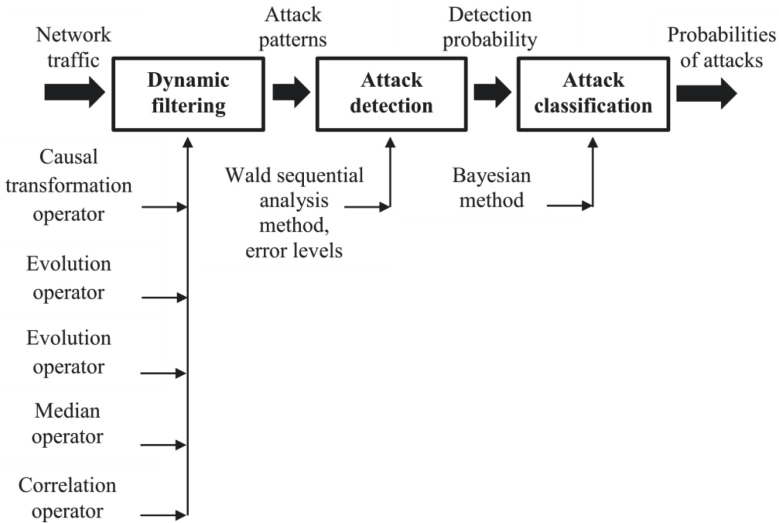 Network
traffic
Attack
patterns
Detection
probability
Probabilities
of attacks
Dynamic
filtering
Attack
detection
Attack
classification
Causal
transformation
operator
Wald sequential
analysis
method,
error levels
Bayesian
method
Evolution
operator
Evolution
operator
Median
operator
Correlation
operator